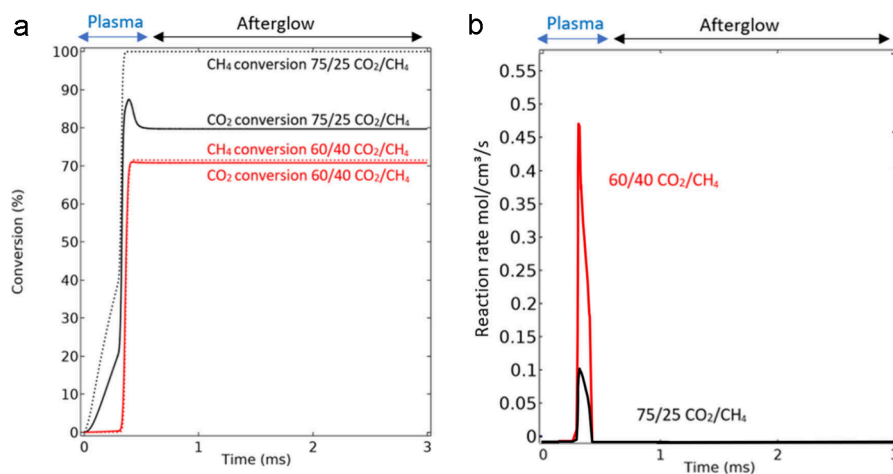 a
Plasma
Afterglow
100
90
80
70
60
50
40
30
20
10
0
Conversion (%)
CH₄ conversion 75/25 CO₂/CH₄
CO₂ conversion 75/25 CO₂/CH₄
CH₄ conversion 60/40 CO₂/CH₄
CO₂ conversion 60/40 CO₂/CH₄
0
1
2
3
Time (ms)
b
Plasma
Afterglow
0.55
0.5
0.45
0.4
0.35
0.3
0.25
0.2
0.15
0.1
0.05
0
Reaction rate mol/cm³/s
60/40 CO₂/CH₄
75/25 CO₂/CH₄
0
1
2
3
Time (ms)